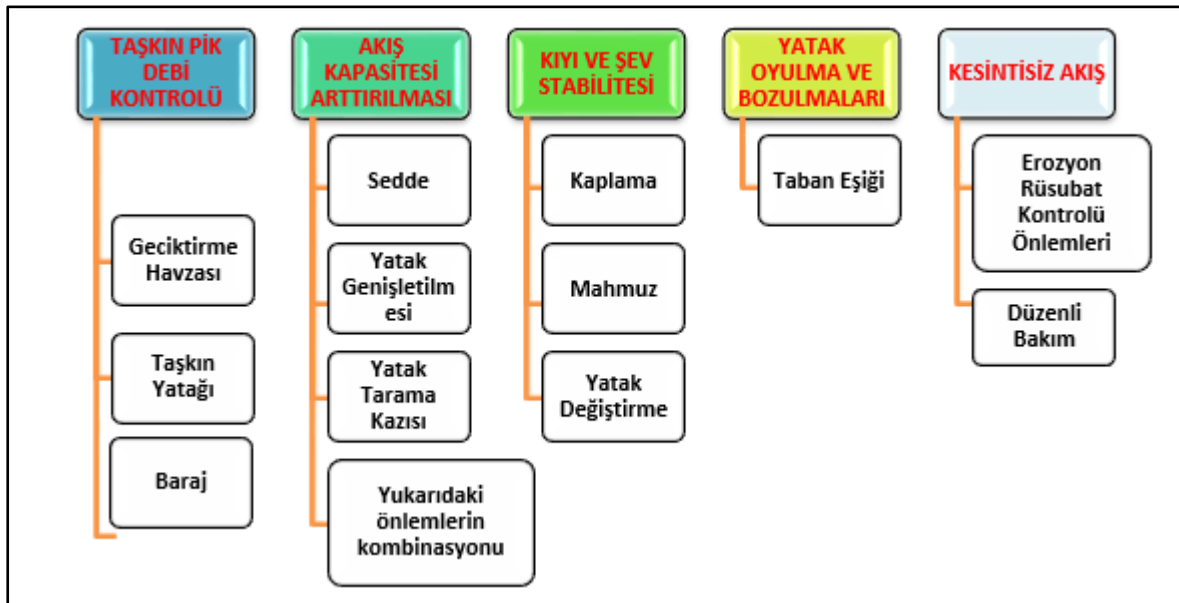 TAŞKIN PİK
DEBİ
KONTROLÜ
Geciktirme
Havzası
Taşkın
Yatağı
Baraj
AKIŞ
KAPASİTESİ
ARTTIRILMASI
Sedde
Yatak
Genişletilm
esi
Yatak
Tarama
Kazısı
Yukarıdaki
önlemlerin
kombinasyonu
KIYI VE ŞEV
STABİLİTESİ
Kaplama
Mahmuz
Yatak
Değiştirme
YATAK
OYULMA VE
BOZULMALARI
Taban Eşiği
KESİNTİSİZ AKIŞ
Erozyon
Rüsubat
Kontrolü
Önlemleri
Düzenli
Bakım